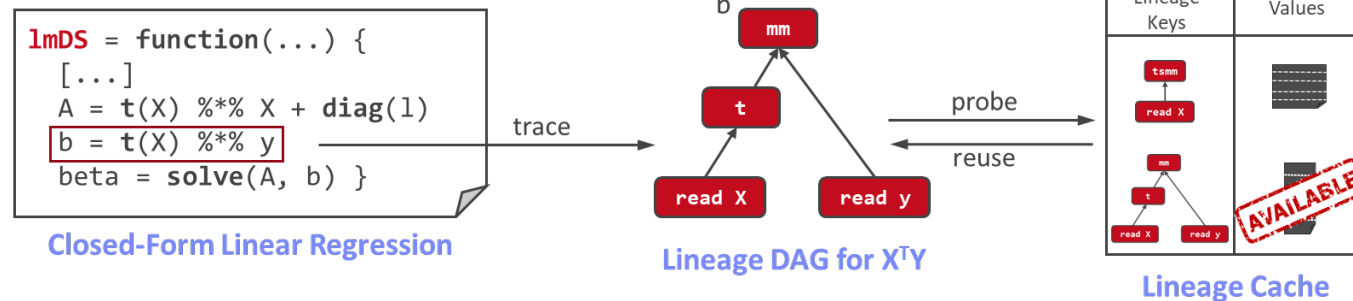 lmDS = function(...) {
[...]
A = t(X) %*% X + diag(l)
b = t(X) %*% y
beta = solve(A, b) }
Closed-Form Linear Regression
trace
b
mm
t
read X
read y
Lineage DAG for XᵀY
probe
reuse
Lineage
Keys
Values
tsmm
read X
mm
t
read X
read y
AVAILABLE
Lineage Cache